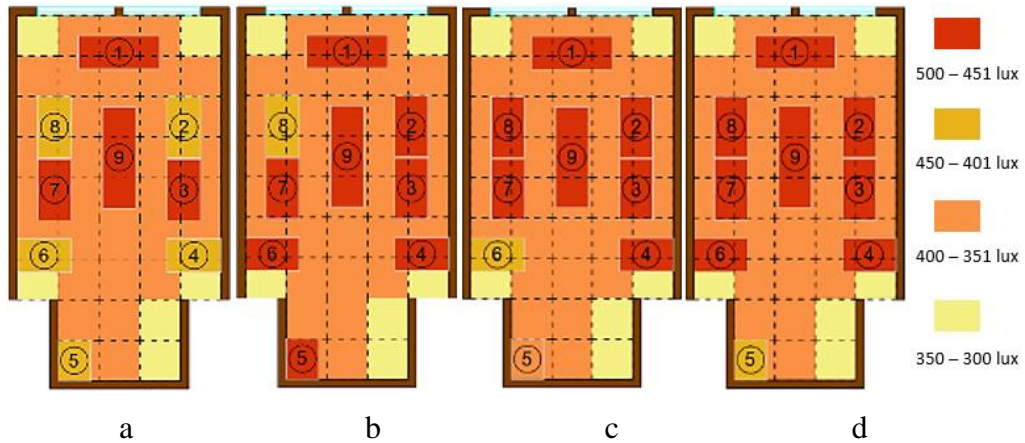 1 1 1 1
8 2 8 2 8 2 8 2
9 9 9 9
7 3 7 3 7 3 7 3
6 4 6 4 6 4 6 4
5 5 5 5
a b c d
500 – 451 lux
450 – 401 lux
400 – 351 lux
350 – 300 lux